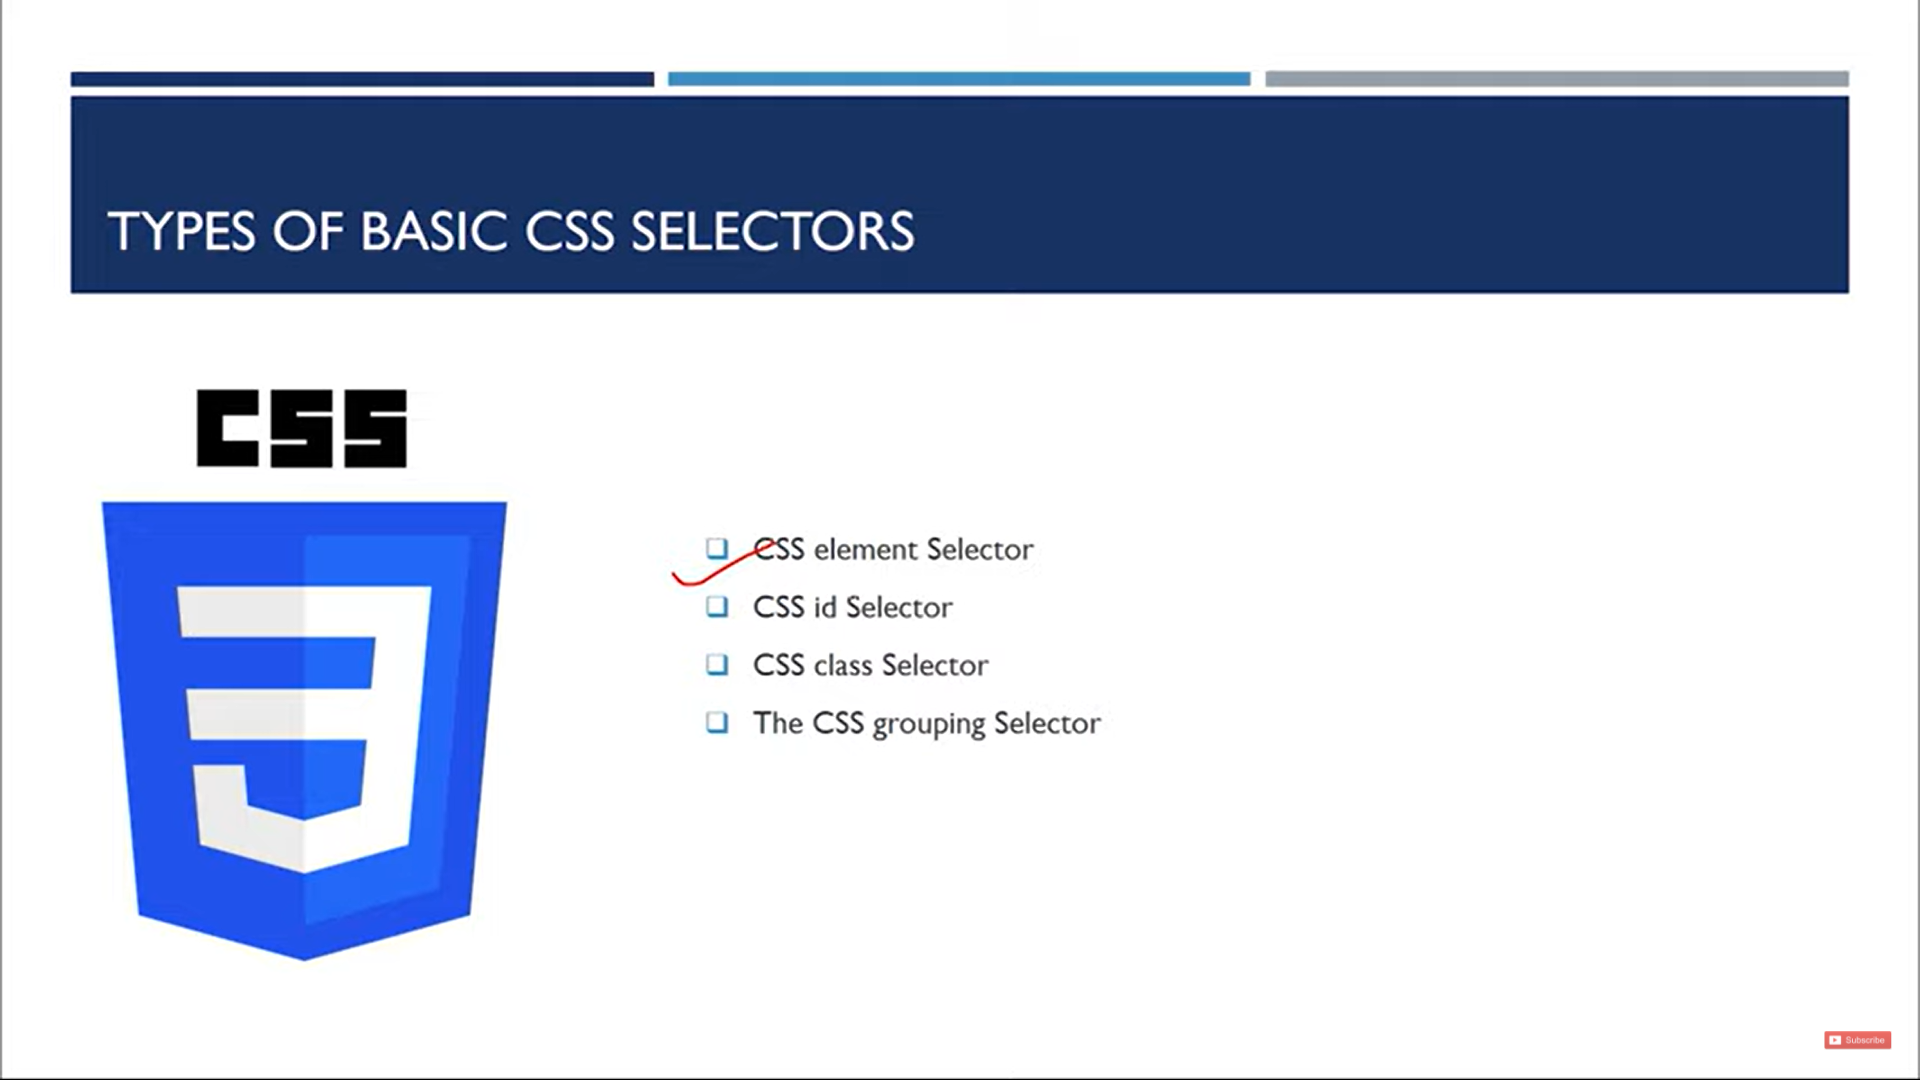 TYPES OF BASIC CSS SELECTORS
CSS
CSS element Selector
CSS id Selector
CSS class Selector
The CSS grouping Selector
Subscribe